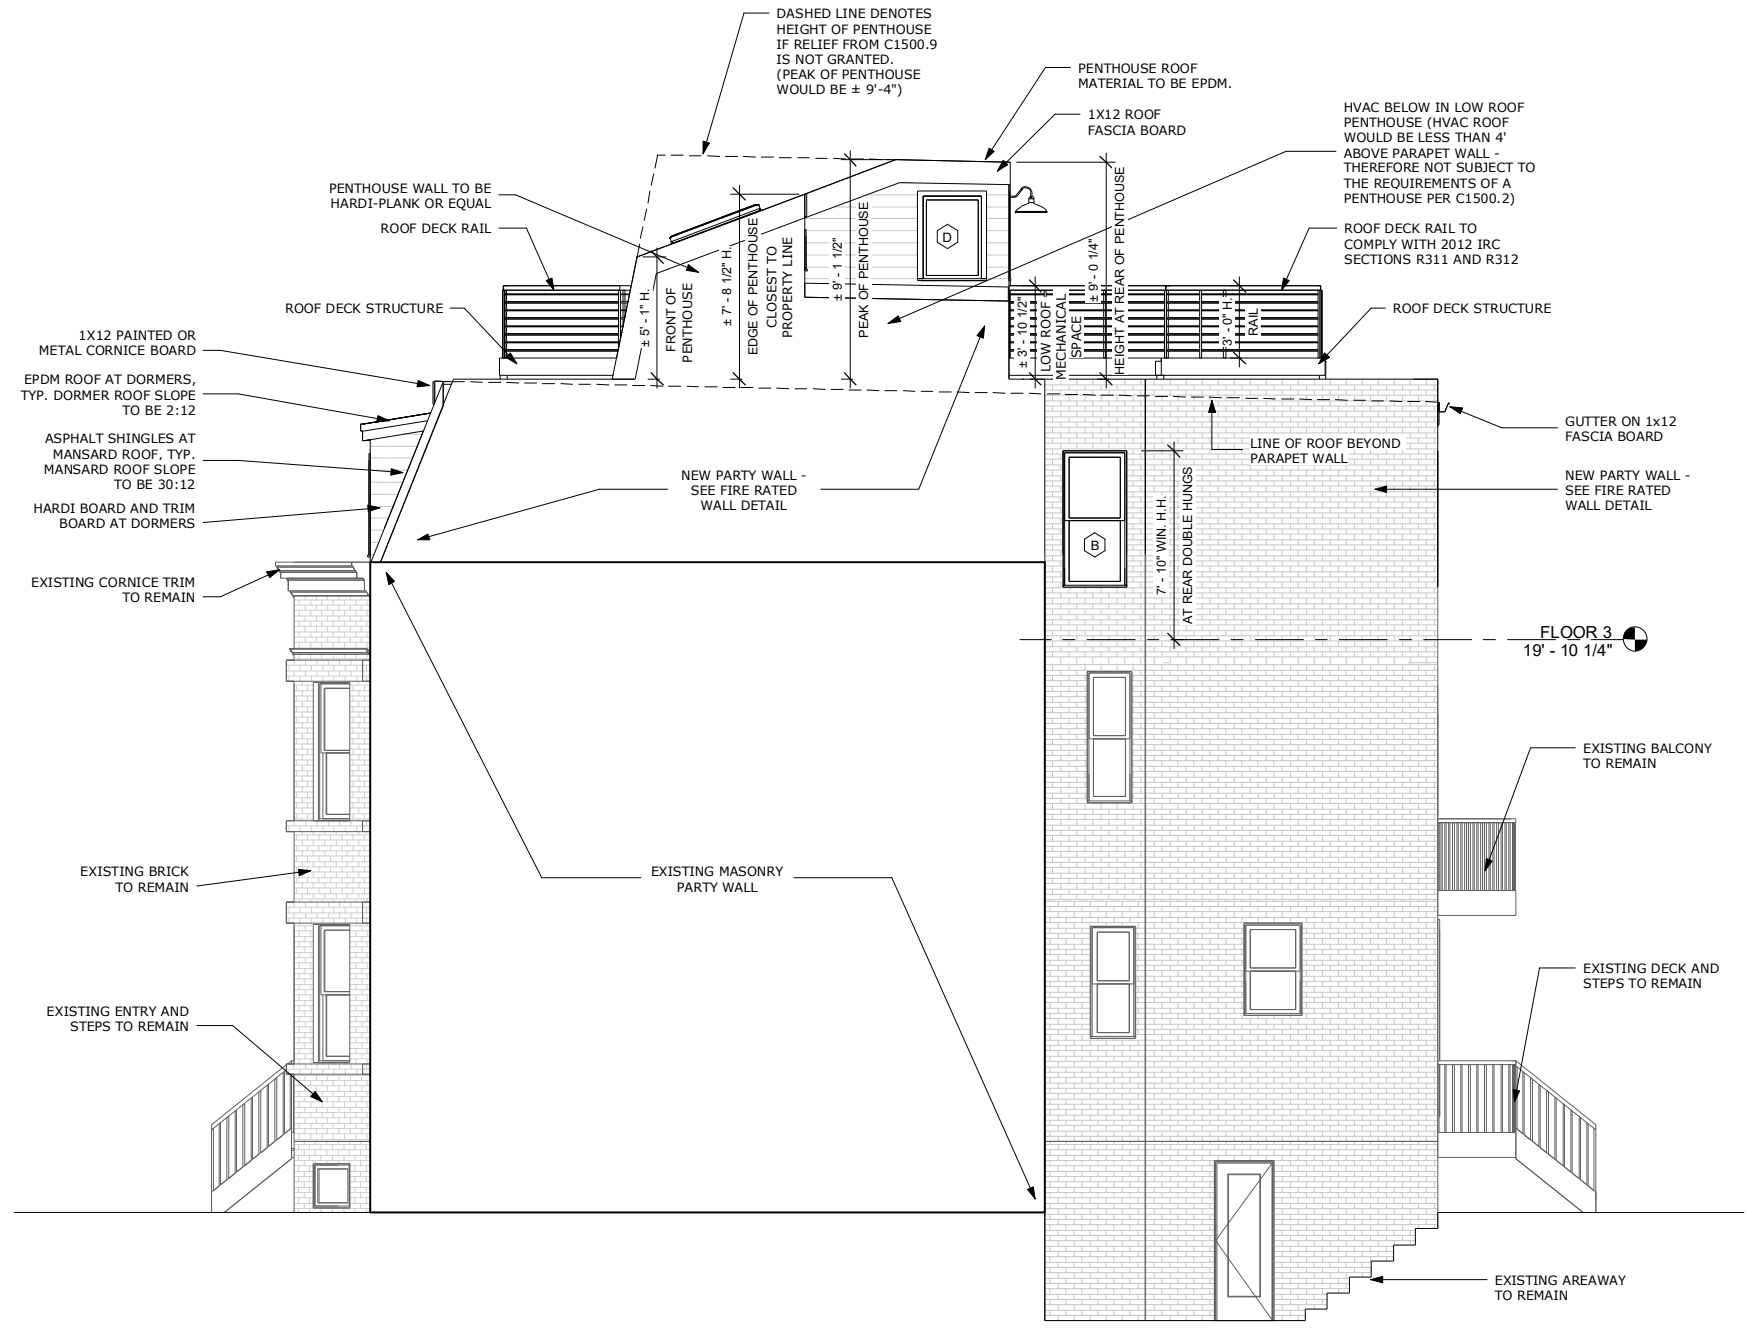 DASHED LINE DENOTES
HEIGHT OF PENTHOUSE
IF RELIEF FROM C1500.9
IS NOT GRANTED.
(PEAK OF PENTHOUSE
WOULD BE ± 9'-4")
PENTHOUSE ROOF
MATERIAL TO BE EPDM.
1X12 ROOF
FASCIA BOARD
HVAC BELOW IN LOW ROOF
PENTHOUSE (HVAC ROOF
WOULD BE LESS THAN 4'
ABOVE PARAPET WALL -
THEREFORE NOT SUBJECT TO
THE REQUIREMENTS OF A
PENTHOUSE PER C1500.2)
PENTHOUSE WALL TO BE
HARDI-PLANK OR EQUAL
ROOF DECK RAIL
ROOF DECK RAIL TO
COMPLY WITH 2012 IRC
SECTIONS R311 AND R312
ROOF DECK STRUCTURE
ROOF DECK STRUCTURE
± 5' - 1" H.
FRONT OF
PENTHOUSE
± 7' - 8 1/2" H.
EDGE OF PENTHOUSE
CLOSEST TO
PROPERTY LINE
± 9' - 1 1/2"
PEAK OF PENTHOUSE
D
± 3' - 10 1/2"
LOW ROOF =
MECHANICAL
SPACE
± 9' - 0 1/4"
HEIGHT AT REAR OF PENTHOUSE
3' - 0" H.
RAIL
1X12 PAINTED OR
METAL CORNICE BOARD
EPDM ROOF AT DORMERS,
TYP. DORMER ROOF SLOPE
TO BE 2:12
ASPHALT SHINGLES AT
MANSARD ROOF, TYP.
MANSARD ROOF SLOPE
TO BE 30:12
HARDI BOARD AND TRIM
BOARD AT DORMERS
NEW PARTY WALL -
SEE FIRE RATED
WALL DETAIL
LINE OF ROOF BEYOND
PARAPET WALL
GUTTER ON 1x12
FASCIA BOARD
NEW PARTY WALL -
SEE FIRE RATED
WALL DETAIL
B
7' - 10" WIN. H.H.
AT REAR DOUBLE HUNGS
EXISTING CORNICE TRIM
TO REMAIN
FLOOR 3
19' - 10 1/4"
EXISTING BALCONY
TO REMAIN
EXISTING BRICK
TO REMAIN
EXISTING MASONRY
PARTY WALL
EXISTING DECK AND
STEPS TO REMAIN
EXISTING ENTRY AND
STEPS TO REMAIN
EXISTING AREAWAY
TO REMAIN